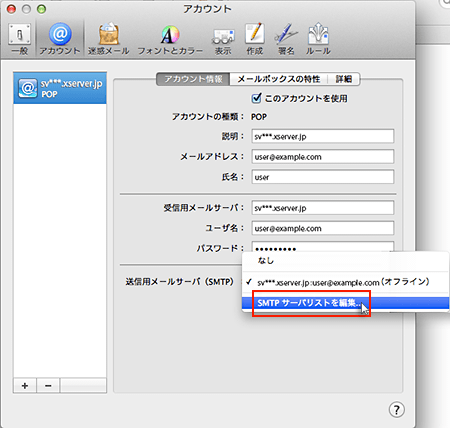 アカウント
一般 アカウント 迷惑メール フォントとカラー 表示 作成 署名 ルール
アカウント情報 メールボックスの特性 詳細
sv***.xserver.jp
POP
このアカウントを使用
アカウントの種類： POP
説明： sv***.xserver.jp
メールアドレス： user@example.com
氏名： user
受信用メールサーバ： sv***.xserver.jp
ユーザ名： user@example.com
パスワード： •••••••••
なし
送信用メールサーバ（SMTP） ✓ sv***.xserver.jp:user@example.com (オフライン)
SMTP サーバリストを編集...
+ − ?